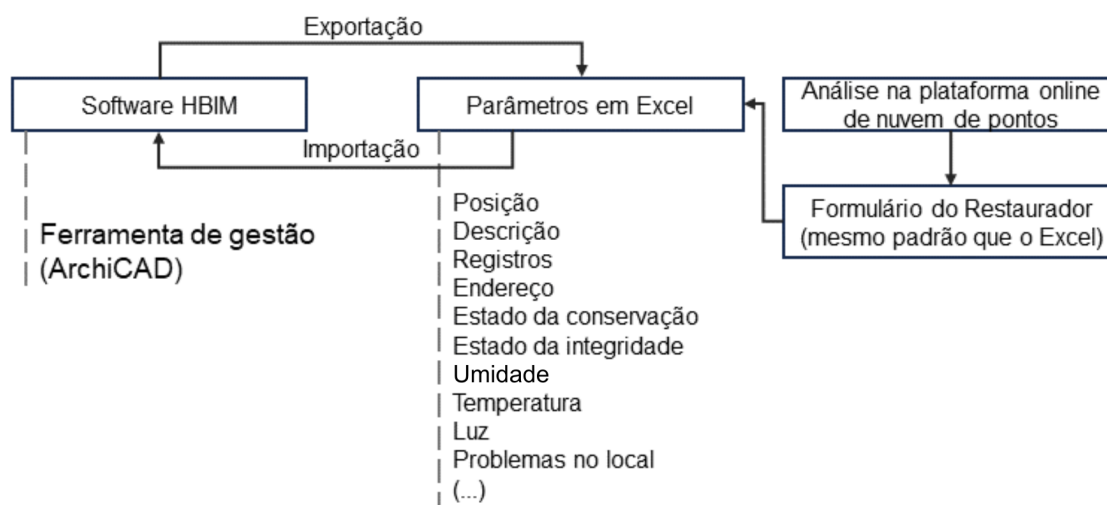 Exportação
Software HBIM
Parâmetros em Excel
Análise na plataforma online
de nuvem de pontos
Importação
Formulário do Restaurador
(mesmo padrão que o Excel)
Ferramenta de gestão
(ArchiCAD)
Posição
Descrição
Registros
Endereço
Estado da conservação
Estado da integridade
Umidade
Temperatura
Luz
Problemas no local
(...)